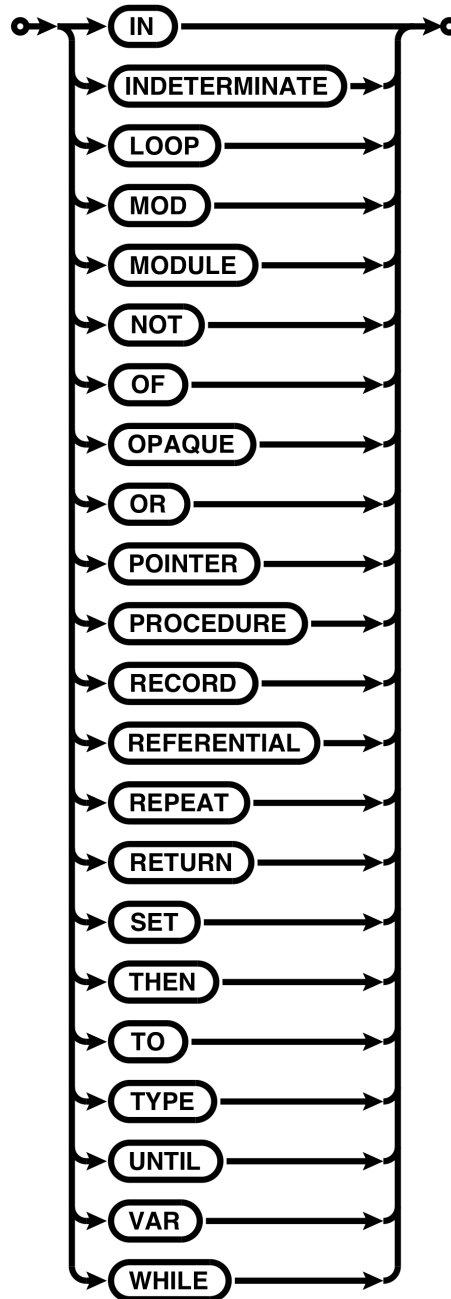 IN
INDETERMINATE
LOOP
MOD
MODULE
NOT
OF
OPAQUE
OR
POINTER
PROCEDURE
RECORD
REFERENTIAL
REPEAT
RETURN
SET
THEN
TO
TYPE
UNTIL
VAR
WHILE